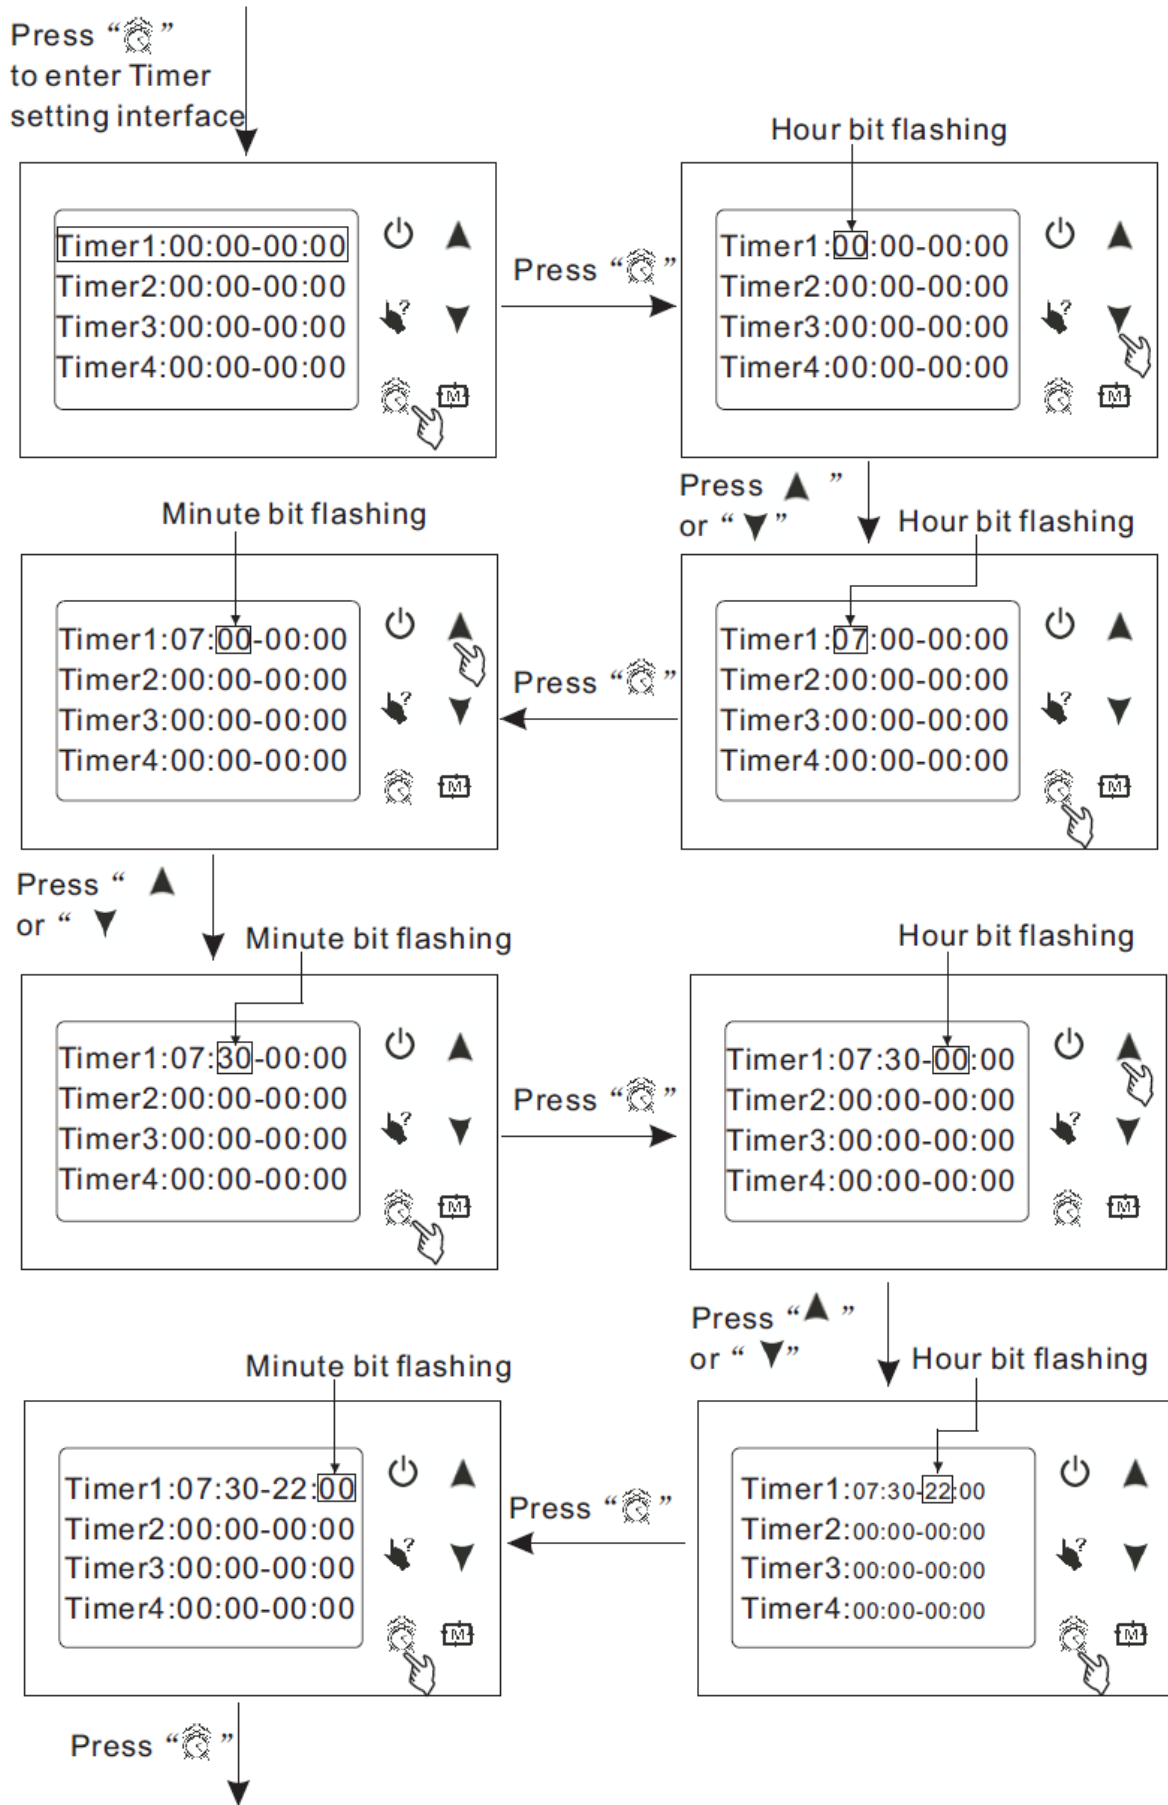 Press “ ”
to enter Timer
setting interface
Hour bit flashing
Timer1:00:00-00:00
Timer2:00:00-00:00
Timer3:00:00-00:00
Timer4:00:00-00:00
?
M
Press “ ”
Timer1:00:00-00:00
Timer2:00:00-00:00
Timer3:00:00-00:00
Timer4:00:00-00:00
?
M
Press ▲ ”
or “ ▼ ”
Hour bit flashing
Minute bit flashing
Timer1:07:00-00:00
Timer2:00:00-00:00
Timer3:00:00-00:00
Timer4:00:00-00:00
?
M
Press “ ”
Timer1:07:00-00:00
Timer2:00:00-00:00
Timer3:00:00-00:00
Timer4:00:00-00:00
?
M
Press “ ▲
or “ ▼
Minute bit flashing
Hour bit flashing
Timer1:07:30-00:00
Timer2:00:00-00:00
Timer3:00:00-00:00
Timer4:00:00-00:00
?
M
Press “ ”
Timer1:07:30-00:00
Timer2:00:00-00:00
Timer3:00:00-00:00
Timer4:00:00-00:00
?
M
Press “▲ ”
or “ ▼”
Hour bit flashing
Minute bit flashing
Timer1:07:30-22:00
Timer2:00:00-00:00
Timer3:00:00-00:00
Timer4:00:00-00:00
?
M
Press “ ”
Timer1:07:30-22:00
Timer2:00:00-00:00
Timer3:00:00-00:00
Timer4:00:00-00:00
?
M
Press “ ”